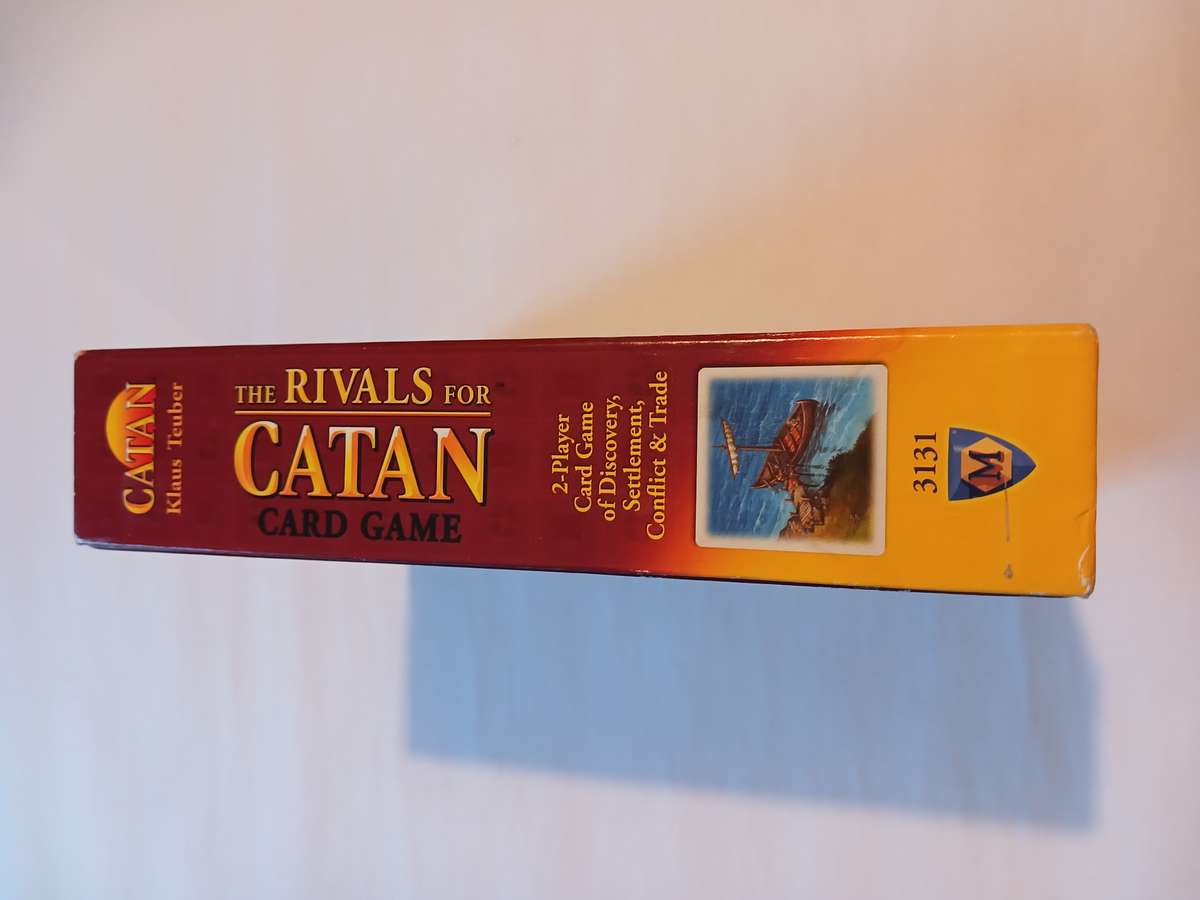 CATAN
Klaus Teuber
THE RIVALS FOR™
CATAN
CARD GAME
2-Player
Card Game
of Discovery,
Settlement,
Conflict & Trade
3131
M